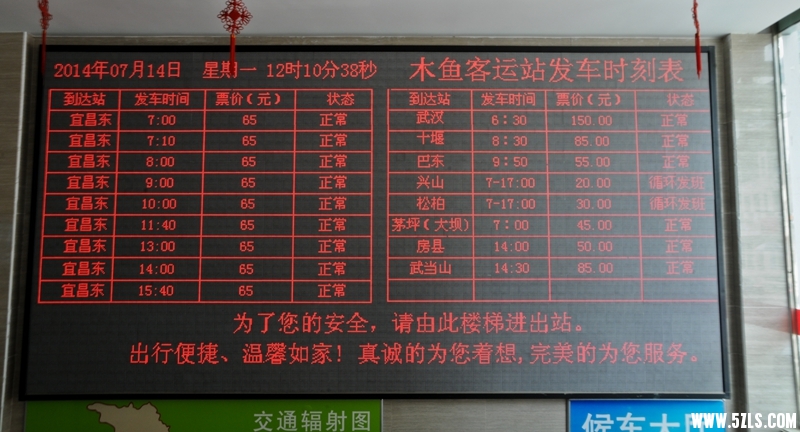 2014年07月14日 星期一 12时10分38秒
木鱼客运站发车时刻表
到达站 发车时间 票价(元) 状态
宜昌东 7:00 65 正常
宜昌东 7:10 65 正常
宜昌东 8:00 65 正常
宜昌东 9:00 65 正常
宜昌东 10:00 65 正常
宜昌东 11:40 65 正常
宜昌东 13:00 65 正常
宜昌东 14:00 65 正常
宜昌东 15:40 65 正常
到达站 发车时间 票价(元) 状态
武汉 6:30 150.00 正常
十堰 8:30 85.00 正常
巴东 9:50 55.00 正常
兴山 7-17:00 20.00 循环发班
松柏 7-17:00 30.00 循环发班
茅坪(大坝) 7:00 45.00 正常
房县 14:00 50.00 正常
武当山 14:30 85.00 正常
为了您的安全,请由此楼梯进出站。
出行便捷、温馨如家!真诚的为您着想,完美的为您服务。
交通辐射图
候车大厅
WWW.5ZLS.COM